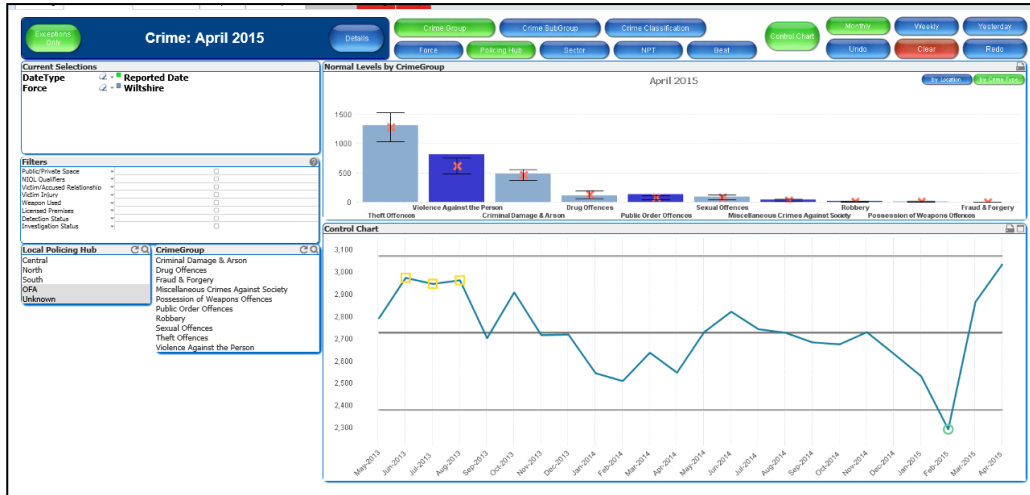 Exceptions Only
Crime: April 2015
Details
Crime Group
Crime SubGroup
Crime Classification
Force
Policing Hub
Sector
NPT
Beat
Control Chart
Monthly
Weekly
Yesterday
Undo
Clear
Redo
Current Selections
DateType Reported Date
Force Wiltshire
Filters
Public/Private Space
NIQL Qualifiers
Victim/Accused Relationship
Victim Injury
Weapon Used
Licensed Premises
Detection Status
Investigation Status
Local Policing Hub
Central
North
South
OFA
Unknown
CrimeGroup
Criminal Damage & Arson
Drug Offences
Fraud & Forgery
Miscellaneous Crimes Against Society
Possession of Weapons Offences
Public Order Offences
Robbery
Sexual Offences
Theft Offences
Violence Against the Person
Normal Levels by CrimeGroup
April 2015
by Location
by Crime Type
1500
1000
500
0
Violence Against the Person Drug Offences Sexual Offences Robbery Fraud & Forgery
Theft Offences Criminal Damage & Arson Public Order Offences Miscellaneous Crimes Against Society Possession of Weapons Offences
Control Chart
3,100
3,000
2,900
2,800
2,700
2,600
2,500
2,400
2,300
May-2013 Jun-2013 Jul-2013 Aug-2013 Sep-2013 Oct-2013 Nov-2013 Dec-2013 Jan-2014 Feb-2014 Mar-2014 Apr-2014 May-2014 Jun-2014 Jul-2014 Aug-2014 Sep-2014 Oct-2014 Nov-2014 Dec-2014 Jan-2015 Feb-2015 Mar-2015 Apr-2015